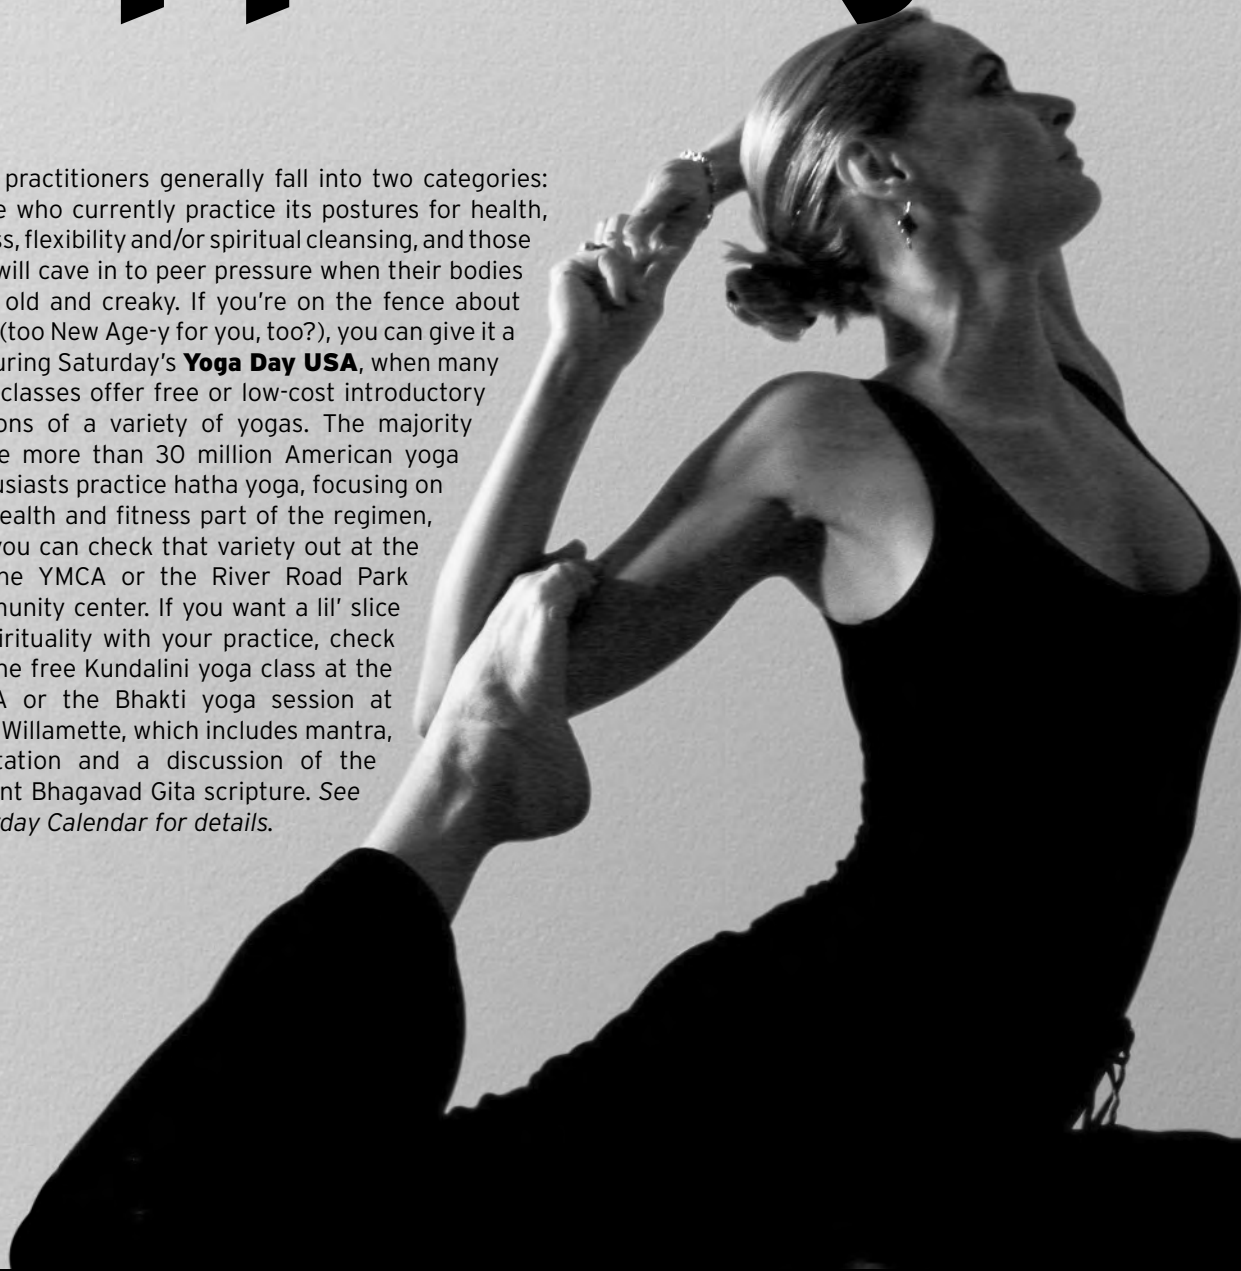 practitioners generally fall into two categories:
e who currently practice its postures for health,
s, flexibility and/or spiritual cleansing, and those
will cave in to peer pressure when their bodies
old and creaky. If you're on the fence about
(too New Age-y for you, too?), you can give it a
uring Saturday's Yoga Day USA, when many
classes offer free or low-cost introductory
ons of a variety of yogas. The majority
e more than 30 million American yoga
usiasts practice hatha yoga, focusing on
ealth and fitness part of the regimen,
you can check that variety out at the
ne YMCA or the River Road Park
munity center. If you want a lil' slice
irituality with your practice, check
ne free Kundalini yoga class at the
A or the Bhakti yoga session at
Willamette, which includes mantra,
tation and a discussion of the
nt Bhagavad Gita scripture. See
day Calendar for details.